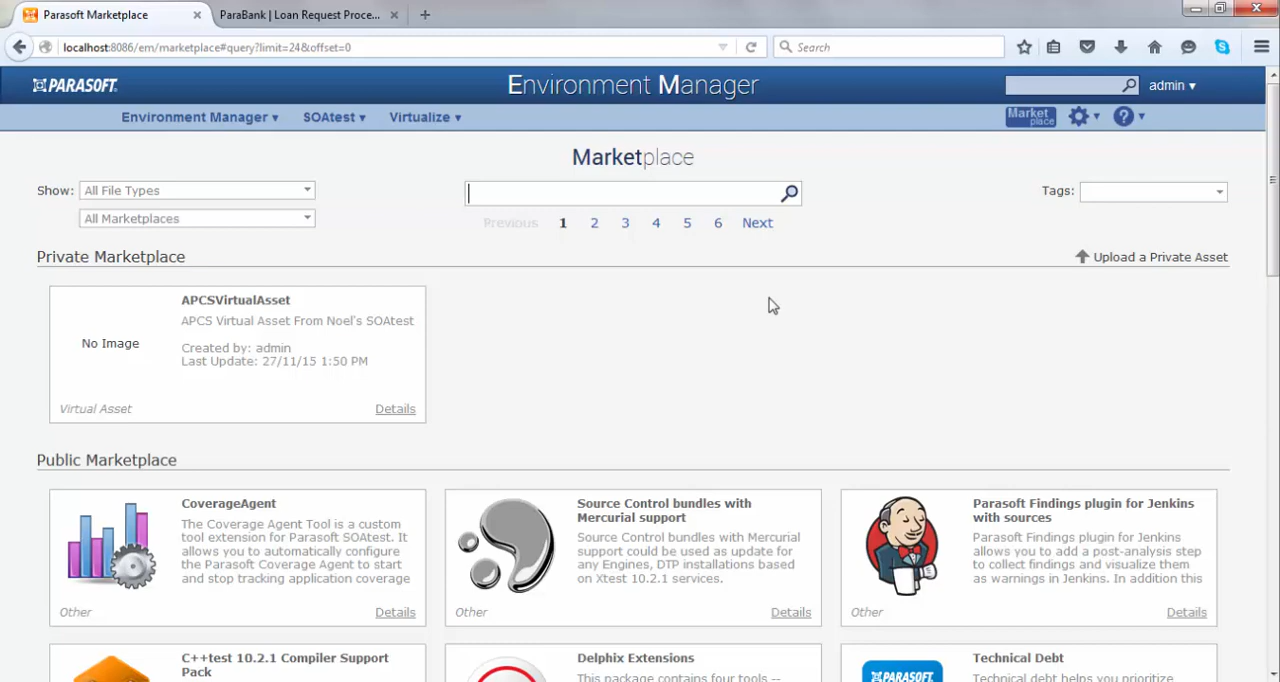 Parasoft Marketplace
ParaBank | Loan Request Proce...
localhost:8086/em/marketplace#query?limit=24&offset=0
Search
PARASOFT.
Environment Manager
admin
Environment Manager
SOAtest
Virtualize
Market
place
Marketplace
Show:
All File Types
All Marketplaces
Tags:
Previous 1 2 3 4 5 6 Next
Private Marketplace
Upload a Private Asset
No Image
APCSVirtualAsset
APCS Virtual Asset From Noel's SOAtest
Created by: admin
Last Update: 27/11/15 1:50 PM
Virtual Asset
Details
Public Marketplace
CoverageAgent
The Coverage Agent Tool is a custom
tool extension for Parasoft SOAtest. It
allows you to automatically configure
the Parasoft Coverage Agent to start
and stop tracking application coverage
Other
Details
Source Control bundles with
Mercurial support
Source Control bundles with Mercurial
support could be used as update for
any Engines, DTP installations based
on Xtest 10.2.1 services.
Other
Details
Parasoft Findings plugin for Jenkins
with sources
Parasoft Findings plugin for Jenkins
allows you to add a post-analysis step
to collect findings and visualize them
as warnings in Jenkins. In addition this
Other
Details
C++test 10.2.1 Compiler Support
Pack
Delphix Extensions
This package contains four tools --
PARASOFT
Technical Debt
Technical debt helps you prioritize